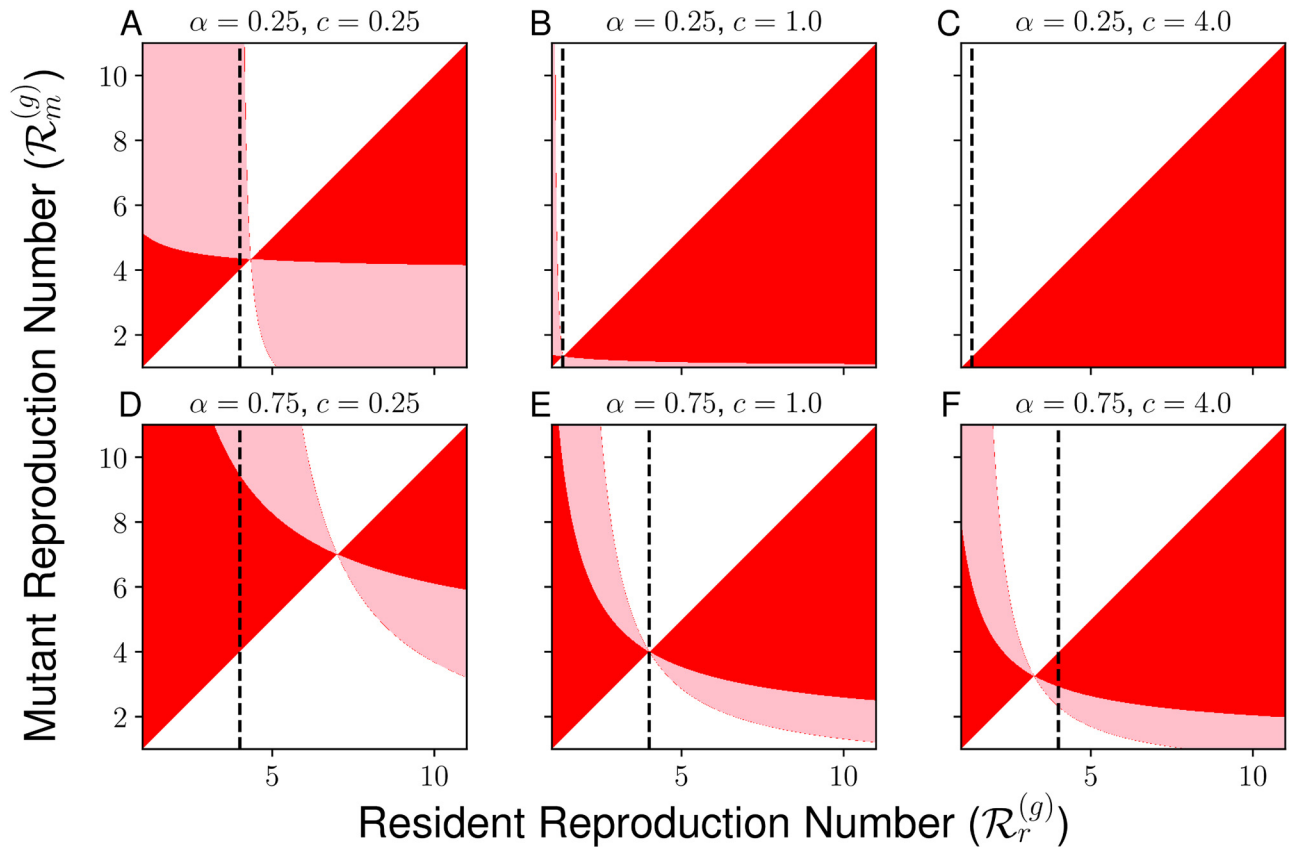 A α = 0.25, c = 0.25
B α = 0.25, c = 1.0
C α = 0.25, c = 4.0
10
8
6
4
2
5
10
5
10
5
10
D α = 0.75, c = 0.25
E α = 0.75, c = 1.0
F α = 0.75, c = 4.0
10
8
6
4
2
Mutant Reproduction Number (ℛₘ⁽ᵍ⁾)
Resident Reproduction Number (ℛᵣ⁽ᵍ⁾)